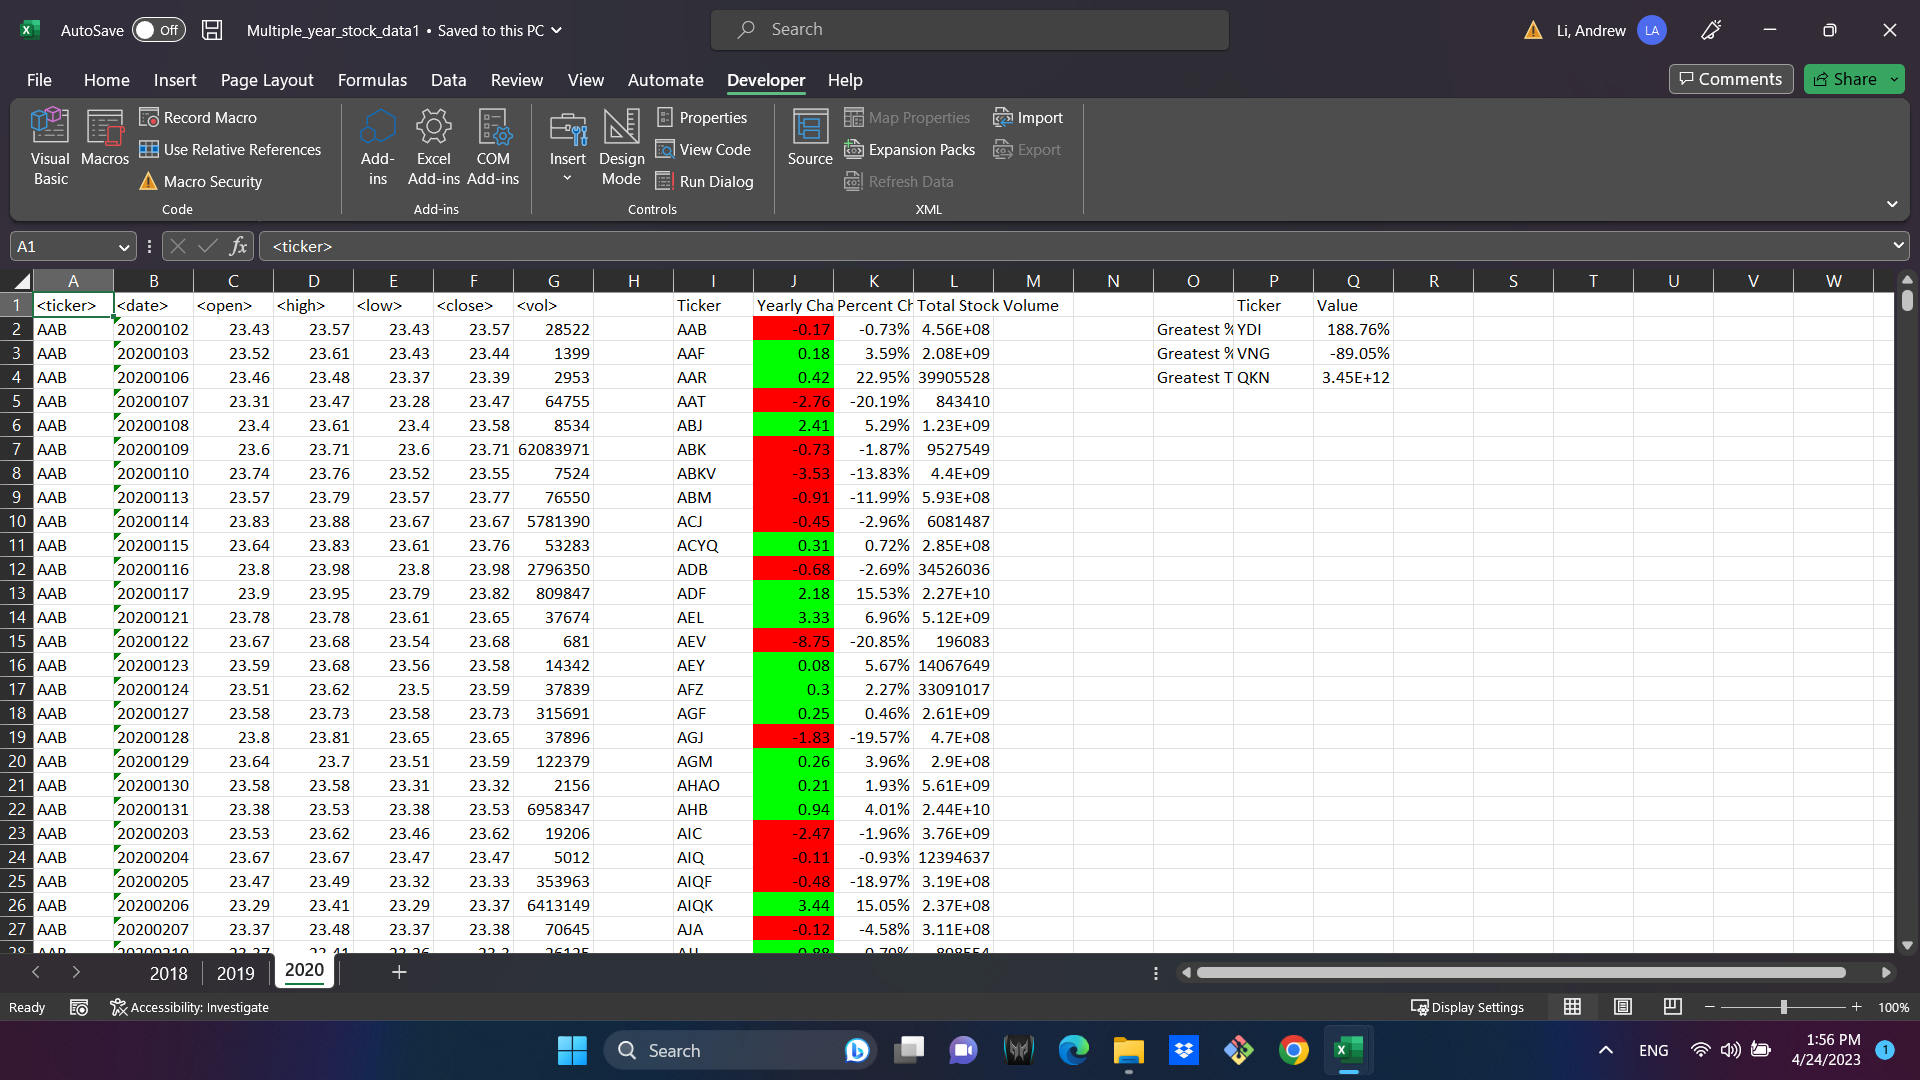 AutoSave Off Multiple_year_stock_data1 • Saved to this PC Search Li, Andrew LA
File Home Insert Page Layout Formulas Data Review View Automate Developer Help Comments Share
Visual Basic Macros Record Macro Use Relative References Macro Security Code
Add-ins Excel Add-ins COM Add-ins Add-ins
Insert Design Mode Properties View Code Run Dialog Controls
Source Map Properties Expansion Packs Refresh Data Import Export XML
A1 fx <ticker>
A B C D E F G H I J K L M N O P Q R S T U V W
1 <ticker> <date> <open> <high> <low> <close> <vol> Ticker Yearly Cha Percent Ch Total Stock Volume Ticker Value
2 AAB 20200102 23.43 23.57 23.43 23.57 28522 AAB -0.17 -0.73% 4.56E+08 Greatest % YDI 188.76%
3 AAB 20200103 23.52 23.61 23.43 23.44 1399 AAF 0.18 3.59% 2.08E+09 Greatest % VNG -89.05%
4 AAB 20200106 23.46 23.48 23.37 23.39 2953 AAR 0.42 22.95% 39905528 Greatest T QKN 3.45E+12
5 AAB 20200107 23.31 23.47 23.28 23.47 64755 AAT -2.76 -20.19% 843410
6 AAB 20200108 23.4 23.61 23.4 23.58 8534 ABJ 2.41 5.29% 1.23E+09
7 AAB 20200109 23.6 23.71 23.6 23.71 62083971 ABK -0.73 -1.87% 9527549
8 AAB 20200110 23.74 23.76 23.52 23.55 7524 ABKV -3.53 -13.83% 4.4E+09
9 AAB 20200113 23.57 23.79 23.57 23.77 76550 ABM -0.91 -11.99% 5.93E+08
10 AAB 20200114 23.83 23.88 23.67 23.67 5781390 ACJ -0.45 -2.96% 6081487
11 AAB 20200115 23.64 23.83 23.61 23.76 53283 ACYQ 0.31 0.72% 2.85E+08
12 AAB 20200116 23.8 23.98 23.8 23.98 2796350 ADB -0.68 -2.69% 34526036
13 AAB 20200117 23.9 23.95 23.79 23.82 809847 ADF 2.18 15.53% 2.27E+10
14 AAB 20200121 23.78 23.78 23.61 23.65 37674 AEL 3.33 6.96% 5.12E+09
15 AAB 20200122 23.67 23.68 23.54 23.68 681 AEV -8.75 -20.85% 196083
16 AAB 20200123 23.59 23.68 23.56 23.58 14342 AEY 0.08 5.67% 14067649
17 AAB 20200124 23.51 23.62 23.5 23.59 37839 AFZ 0.3 2.27% 33091017
18 AAB 20200127 23.58 23.73 23.58 23.73 315691 AGF 0.25 0.46% 2.61E+09
19 AAB 20200128 23.8 23.81 23.65 23.65 37896 AGJ -1.83 -19.57% 4.7E+08
20 AAB 20200129 23.64 23.7 23.51 23.59 122379 AGM 0.26 3.96% 2.9E+08
21 AAB 20200130 23.58 23.58 23.31 23.32 2156 AHAO 0.21 1.93% 5.61E+09
22 AAB 20200131 23.38 23.53 23.38 23.53 6958347 AHB 0.94 4.01% 2.44E+10
23 AAB 20200203 23.53 23.62 23.46 23.62 19206 AIC -2.47 -1.96% 3.76E+09
24 AAB 20200204 23.67 23.67 23.47 23.47 5012 AIQ -0.11 -0.93% 12394637
25 AAB 20200205 23.47 23.49 23.32 23.33 353963 AIQF -0.48 -18.97% 3.19E+08
26 AAB 20200206 23.29 23.41 23.29 23.37 6413149 AIQK 3.44 15.05% 2.37E+08
27 AAB 20200207 23.37 23.48 23.37 23.38 70645 AJA -0.12 -4.58% 3.11E+08
28 AAB 20200210
2018 2019 2020
Ready Accessibility: Investigate Display Settings 100%
Search ENG 1:56 PM 1
4/24/2023